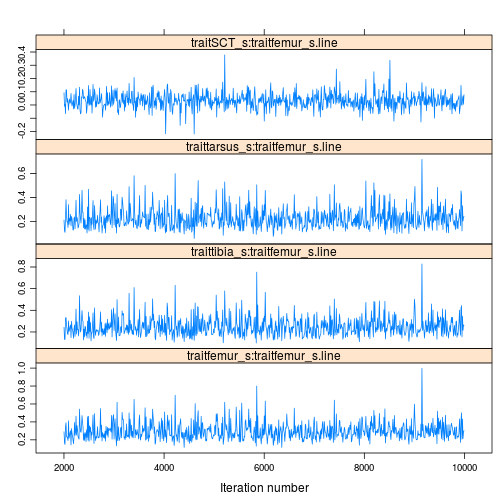 traitSCT_s:traitfemur_s.line
-0.2 0.0 0.1 0.2 0.3 0.4
traittarsus_s:traitfemur_s.line
0.2 0.4 0.6
traittibia_s:traitfemur_s.line
0.2 0.4 0.6 0.8
traitfemur_s:traitfemur_s.line
0.2 0.4 0.6 0.8 1.0
2000 4000 6000 8000 10000
Iteration number